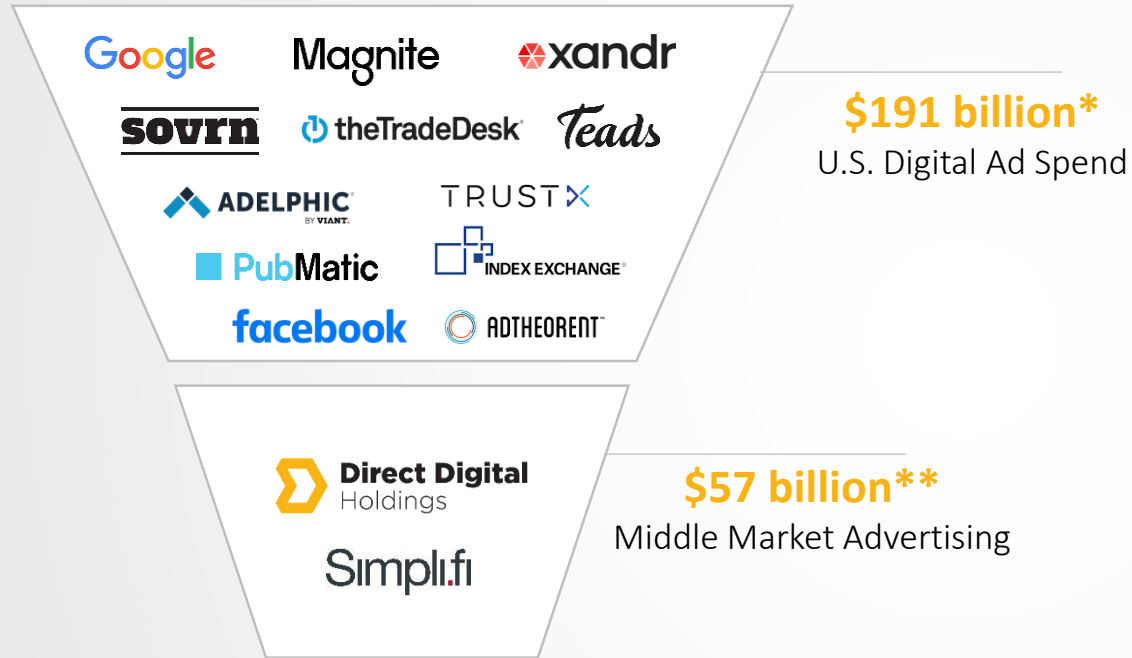 Google Magnite xandr
sovrn theTradeDesk Teads
ADELPHIC® TRUSTX
BY VIANT.
PubMatic INDEX EXCHANGE®
facebook ADTHEORENT™
$191 billion*
U.S. Digital Ad Spend
Direct Digital
Holdings
Simpli.fi
$57 billion**
Middle Market Advertising